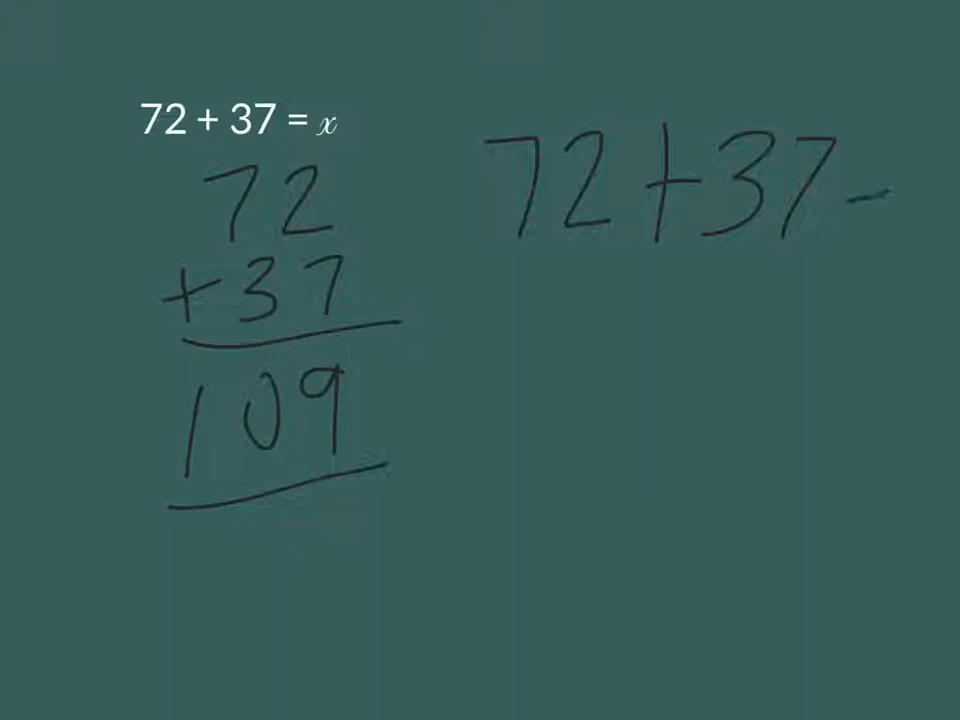 72 + 37 = x
72
+37
109
72+37-